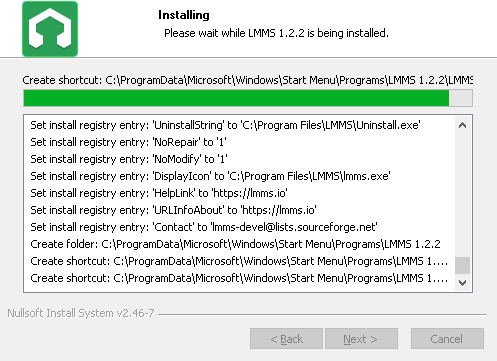 Installing
Please wait while LMMS 1.2.2 is being installed.
Create shortcut: C:\ProgramData\Microsoft\Windows\Start Menu\Programs\LMMS 1.2.2\LMMS
Set install registry entry: 'UninstallString' to 'C:\Program Files\LMMS\Uninstall.exe'
Set install registry entry: 'NoRepair' to '1'
Set install registry entry: 'NoModify' to '1'
Set install registry entry: 'DisplayIcon' to 'C:\Program Files\LMMS\lmms.exe'
Set install registry entry: 'HelpLink' to 'https://lmms.io'
Set install registry entry: 'URLInfoAbout' to 'https://lmms.io'
Set install registry entry: 'Contact' to 'lmms-devel@lists.sourceforge.net'
Create folder: C:\ProgramData\Microsoft\Windows\Start Menu\Programs\LMMS 1.2.2
Create shortcut: C:\ProgramData\Microsoft\Windows\Start Menu\Programs\LMMS 1....
Create shortcut: C:\ProgramData\Microsoft\Windows\Start Menu\Programs\LMMS 1....
Nullsoft Install System v2.46-7
< Back Next > Cancel